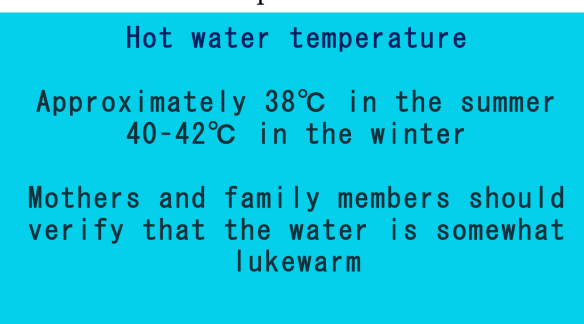 Hot water temperature
Approximately 38℃ in the summer
40-42℃ in the winter
Mothers and family members should
verify that the water is somewhat
lukewarm